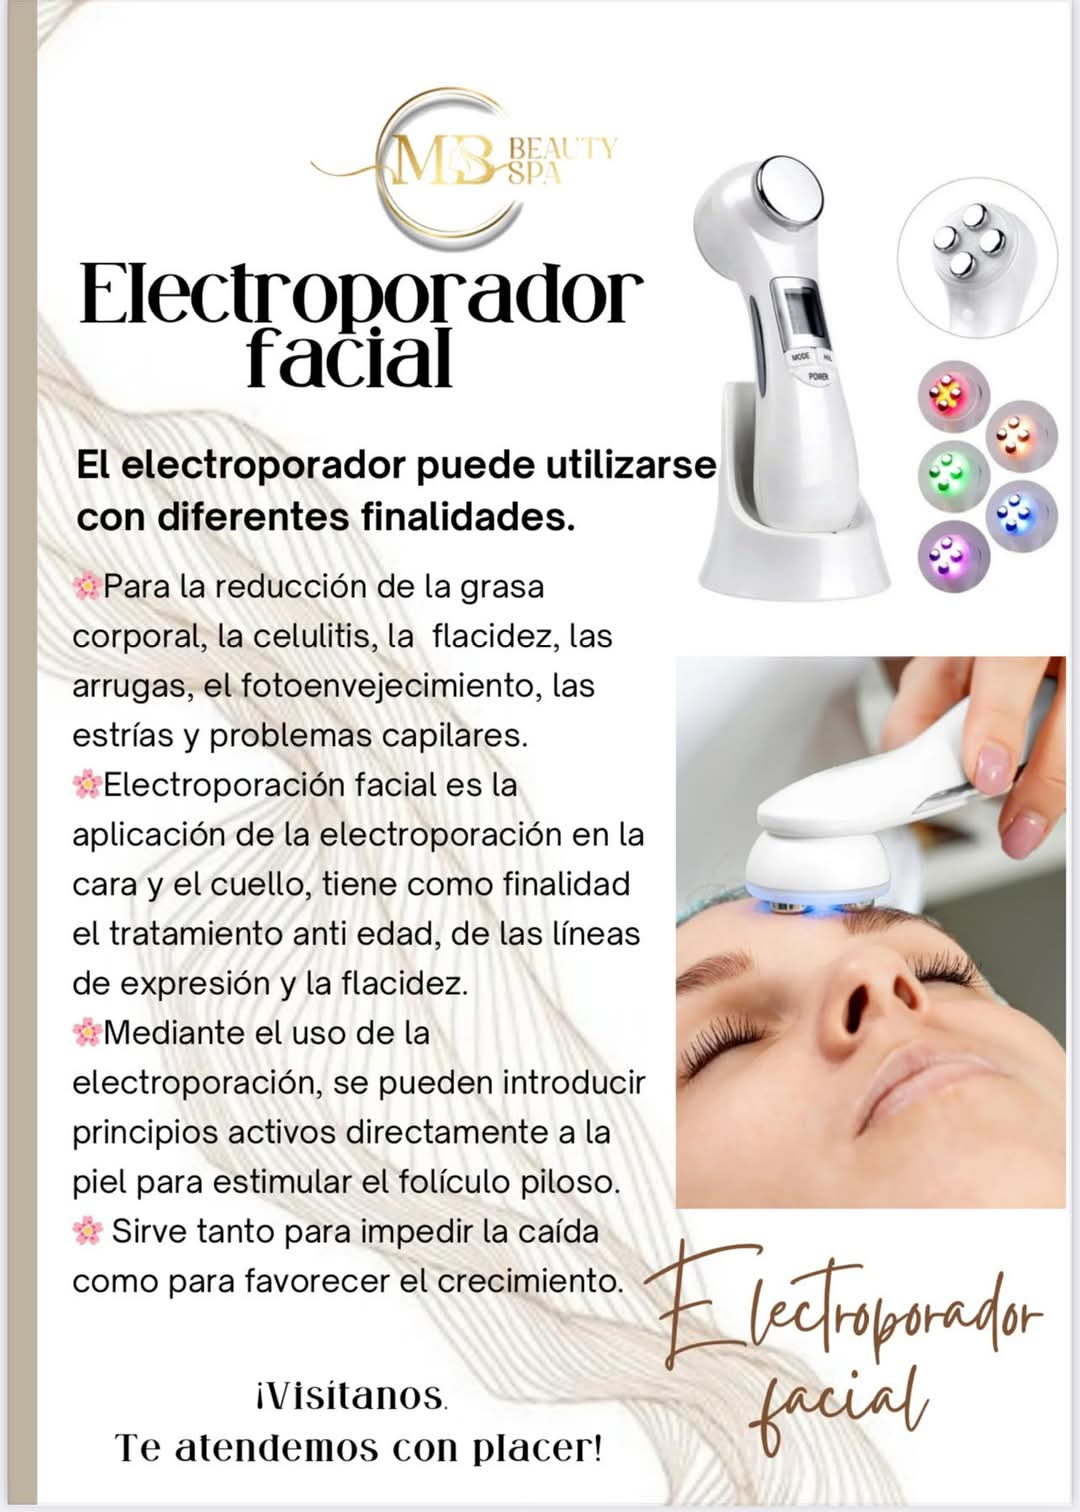 MB BEAUTY
SPA
Electroporador
facial
El electroporador puede utilizarse
con diferentes finalidades.
🌸Para la reducción de la grasa
corporal, la celulitis, la flacidez, las
arrugas, el fotoenvejecimiento, las
estrías y problemas capilares.
🌸Electroporación facial es la
aplicación de la electroporación en la
cara y el cuello, tiene como finalidad
el tratamiento anti edad, de las líneas
de expresión y la flacidez.
🌸Mediante el uso de la
electroporación, se pueden introducir
principios activos directamente a la
piel para estimular el folículo piloso.
🌸 Sirve tanto para impedir la caída
como para favorecer el crecimiento.
¡Visítanos.
Te atendemos con placer!
MODE
POWER
Electroporador
facial